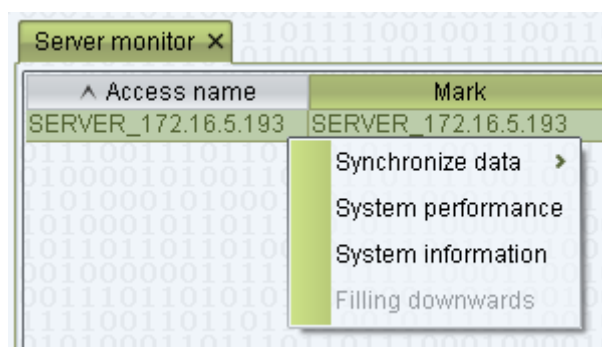 Server monitor ×
Access name Mark
SERVER_172.16.5.193 SERVER_172.16.5.193
Synchronize data
System performance
System information
Filling downwards